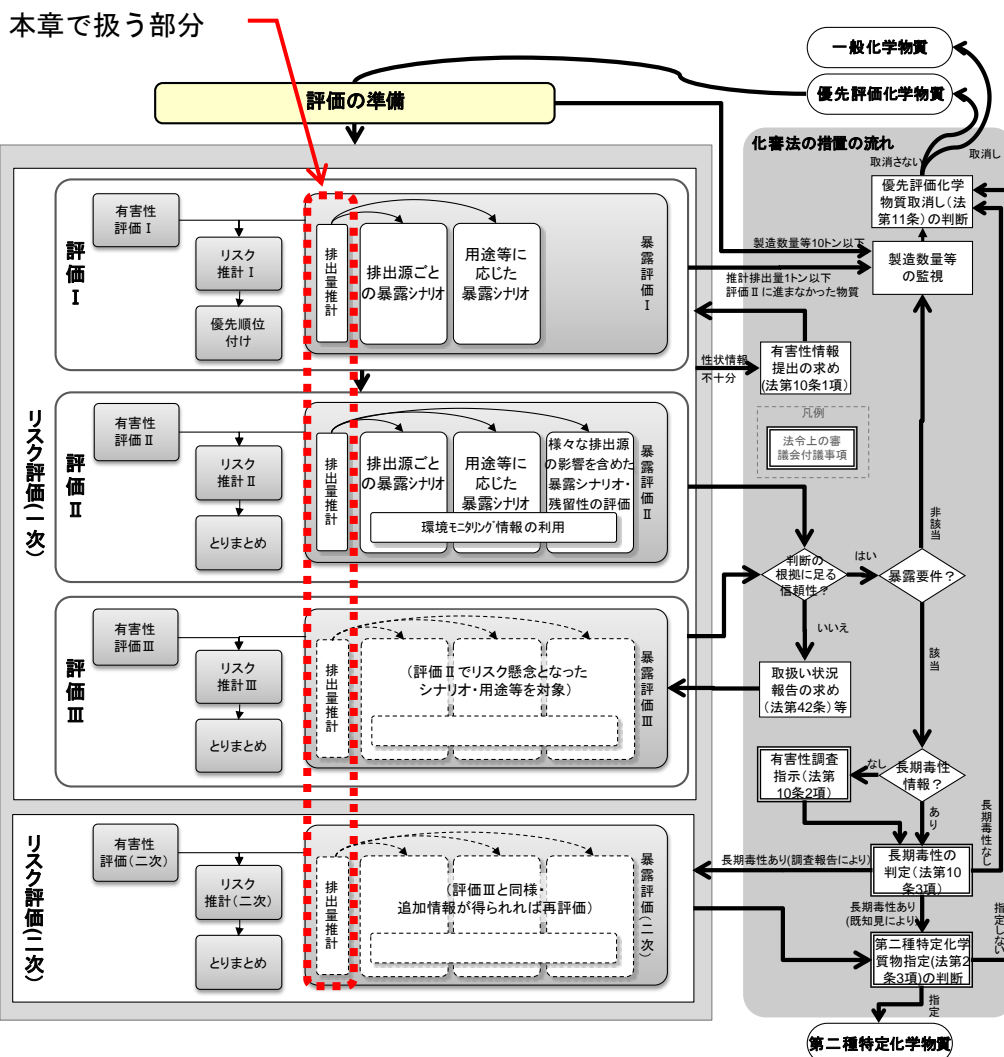 本章で扱う部分
一般化学物質
優先評価化学物質
評価の準備
化審法の措置の流れ
取消さない
取消し
優先評価化学
物質取消し(法
第11条)の判断
製造数量等10トン以下
製造数量等
の監視
推計排出量1トン以下
評価Ⅱに進まなかった物質
性状情報
不十分
有害性情報
提出の求め
(法第10条1項)
凡例
法令上の審
議会付議事項
リスク評価(一次)
評価Ⅰ
有害性
評価Ⅰ
リスク
推計Ⅰ
優先順位
付け
排出量推計
排出源ごと
の暴露シナリオ
用途等に
応じた
暴露シナリオ
暴露評価Ⅰ
評価Ⅱ
有害性
評価Ⅱ
リスク
推計Ⅱ
とりまとめ
排出量推計
排出源ごと
の暴露シナリオ
用途等に
応じた
暴露シナリオ
様々な排出源
の影響を含めた
暴露シナリオ・
残留性の評価
環境モニタリング情報の利用
暴露評価Ⅱ
判断の
根拠に足る
信頼性?
はい
いいえ
暴露要件?
非該当
該当
取扱い状況
報告の求め
(法第42条)等
評価Ⅲ
有害性
評価Ⅲ
リスク
推計Ⅲ
とりまとめ
排出量推計
(評価Ⅱでリスク懸念となった
シナリオ・用途等を対象)
暴露評価Ⅲ
有害性調査
指示(法第
10条2項)
なし
長期毒性
情報?
あり
長期毒性なし
リスク評価(二次)
有害性
評価(二次)
リスク
推計(二次)
とりまとめ
排出量推計
(評価Ⅲと同様・
追加情報が得られれば再評価)
暴露評価(二次)
長期毒性あり(調査報告により)
長期毒性の
判定(法第10
条3項)
長期毒性あり
(既知見により)
指定しない
第二種特定化学
質物指定(法第2
条3項)の判断
指定
第二種特定化学物質